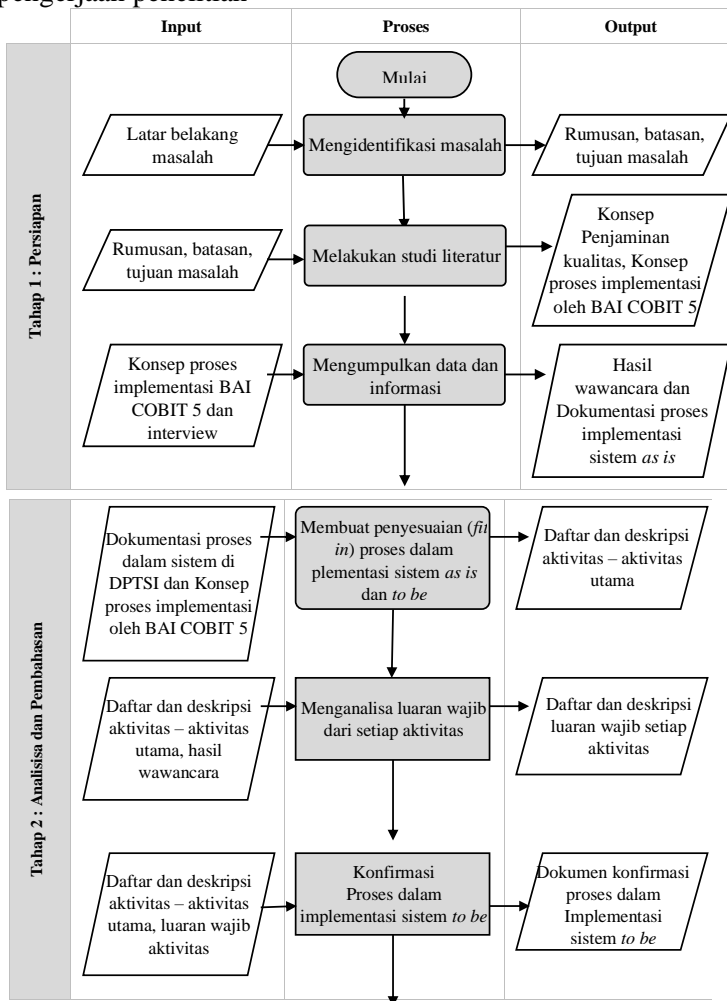 pengerjaan penelitian
Input
Proses
Output
Tahap 1 : Persiapan
Mulai
Latar belakang
masalah
Mengidentifikasi masalah
Rumusan, batasan,
tujuan masalah
Rumusan, batasan,
tujuan masalah
Melakukan studi literatur
Konsep
Penjaminan
kualitas, Konsep
proses implementasi
oleh BAI COBIT 5
Konsep proses
implementasi BAI
COBIT 5 dan
interview
Mengumpulkan data dan
informasi
Hasil
wawancara dan
Dokumentasi proses
implementasi
sistem as is
Tahap 2 : Analisisa dan Pembahasan
Dokumentasi proses
dalam sistem di
DPTSI dan Konsep
proses implementasi
oleh BAI COBIT 5
Membuat penyesuaian (fit
in) proses dalam
plementasi sistem as is
dan to be
Daftar dan deskripsi
aktivitas – aktivitas
utama
Daftar dan deskripsi
aktivitas – aktivitas
utama, hasil
wawancara
Menganalisa luaran wajib
dari setiap aktivitas
Daftar dan deskripsi
luaran wajib setiap
aktivitas
Daftar dan deskripsi
aktivitas – aktivitas
utama, luaran wajib
aktivitas
Konfirmasi
Proses dalam
implementasi sistem to be
Dokumen konfirmasi
proses dalam
Implementasi
sistem to be